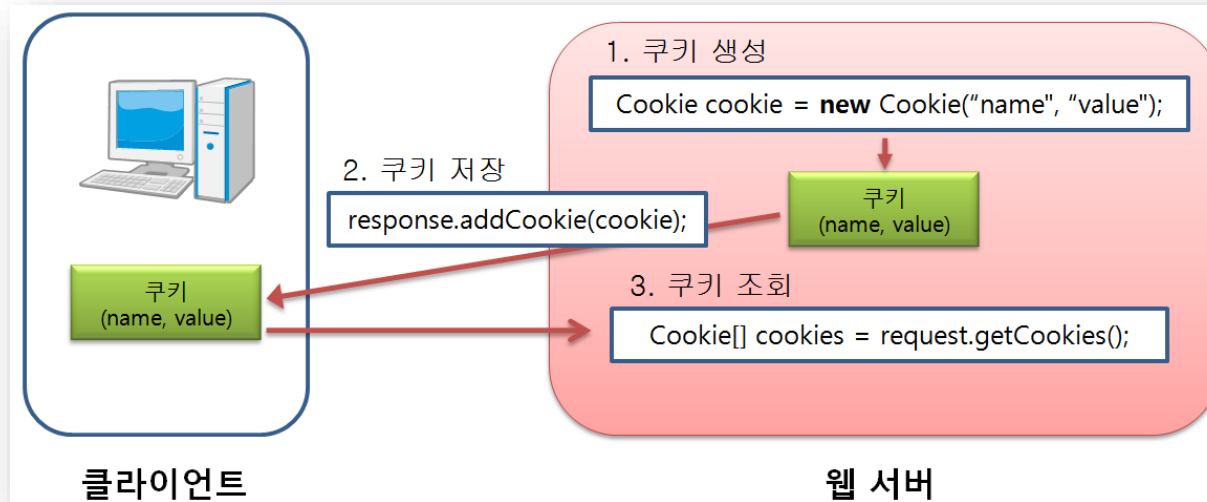 1. 쿠키 생성
Cookie cookie = new Cookie(“name", “value");
2. 쿠키 저장
response.addCookie(cookie);
쿠키
(name, value)
쿠키
(name, value)
3. 쿠키 조회
Cookie[] cookies = request.getCookies();
클라이언트
웹 서버